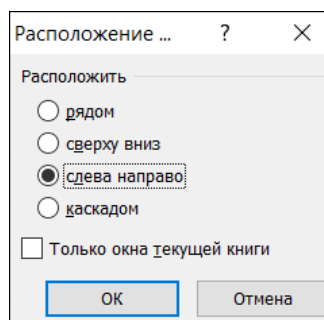 Расположение ... ?
Расположить
рядом
сверху вниз
слева направо
каскадом
Только окна текущей книги
ОК Отмена